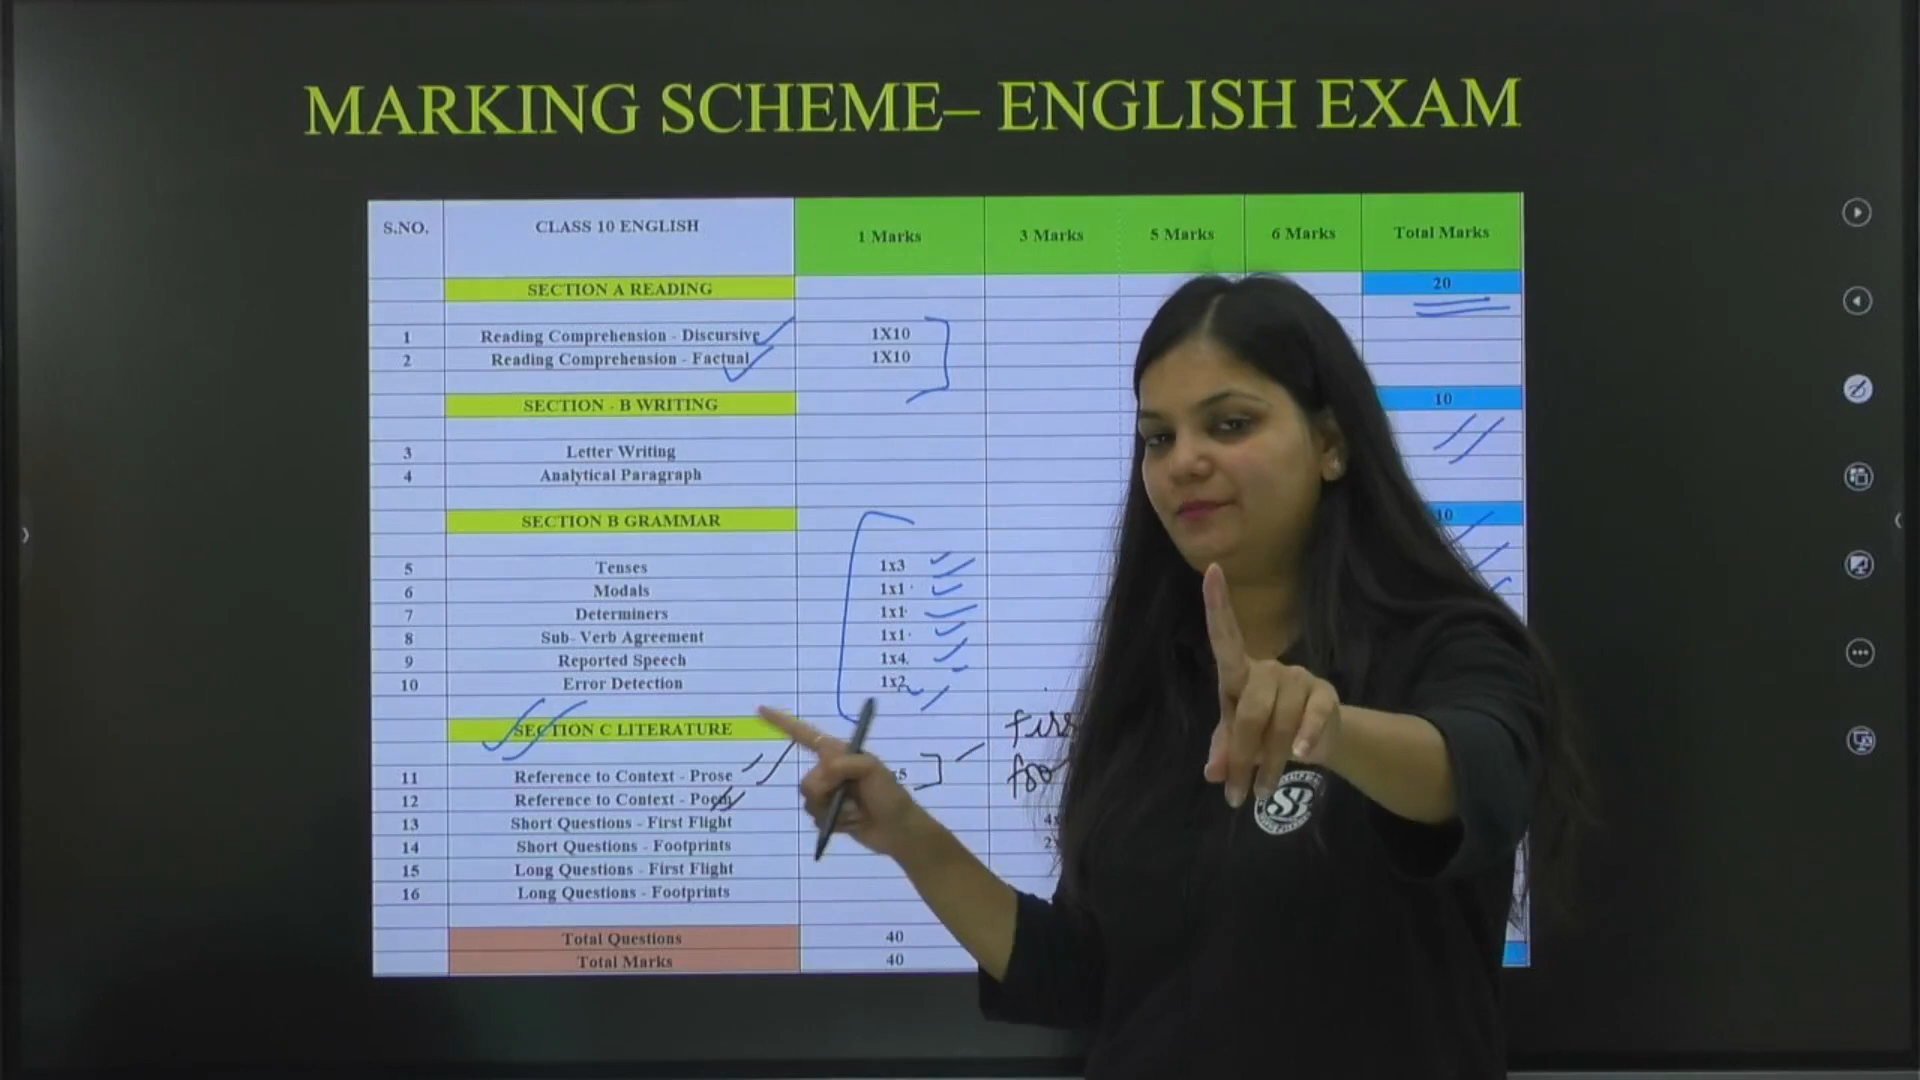 MARKING SCHEME– ENGLISH EXAM
S.NO. CLASS 10 ENGLISH 1 Marks 3 Marks 5 Marks 6 Marks Total Marks
SECTION A READING 20
1 Reading Comprehension - Discursive 1X10
2 Reading Comprehension - Factual 1X10
SECTION - B WRITING 10
3 Letter Writing
4 Analytical Paragraph
SECTION B GRAMMAR 10
5 Tenses 1x3
6 Modals 1x1
7 Determiners 1x1
8 Sub- Verb Agreement 1x1
9 Reported Speech 1x4
10 Error Detection 1x2
SECTION C LITERATURE
11 Reference to Context - Prose
12 Reference to Context - Poem
13 Short Questions - First Flight
14 Short Questions - Footprints
15 Long Questions - First Flight
16 Long Questions - Footprints
Total Questions 40
Total Marks 40
SB